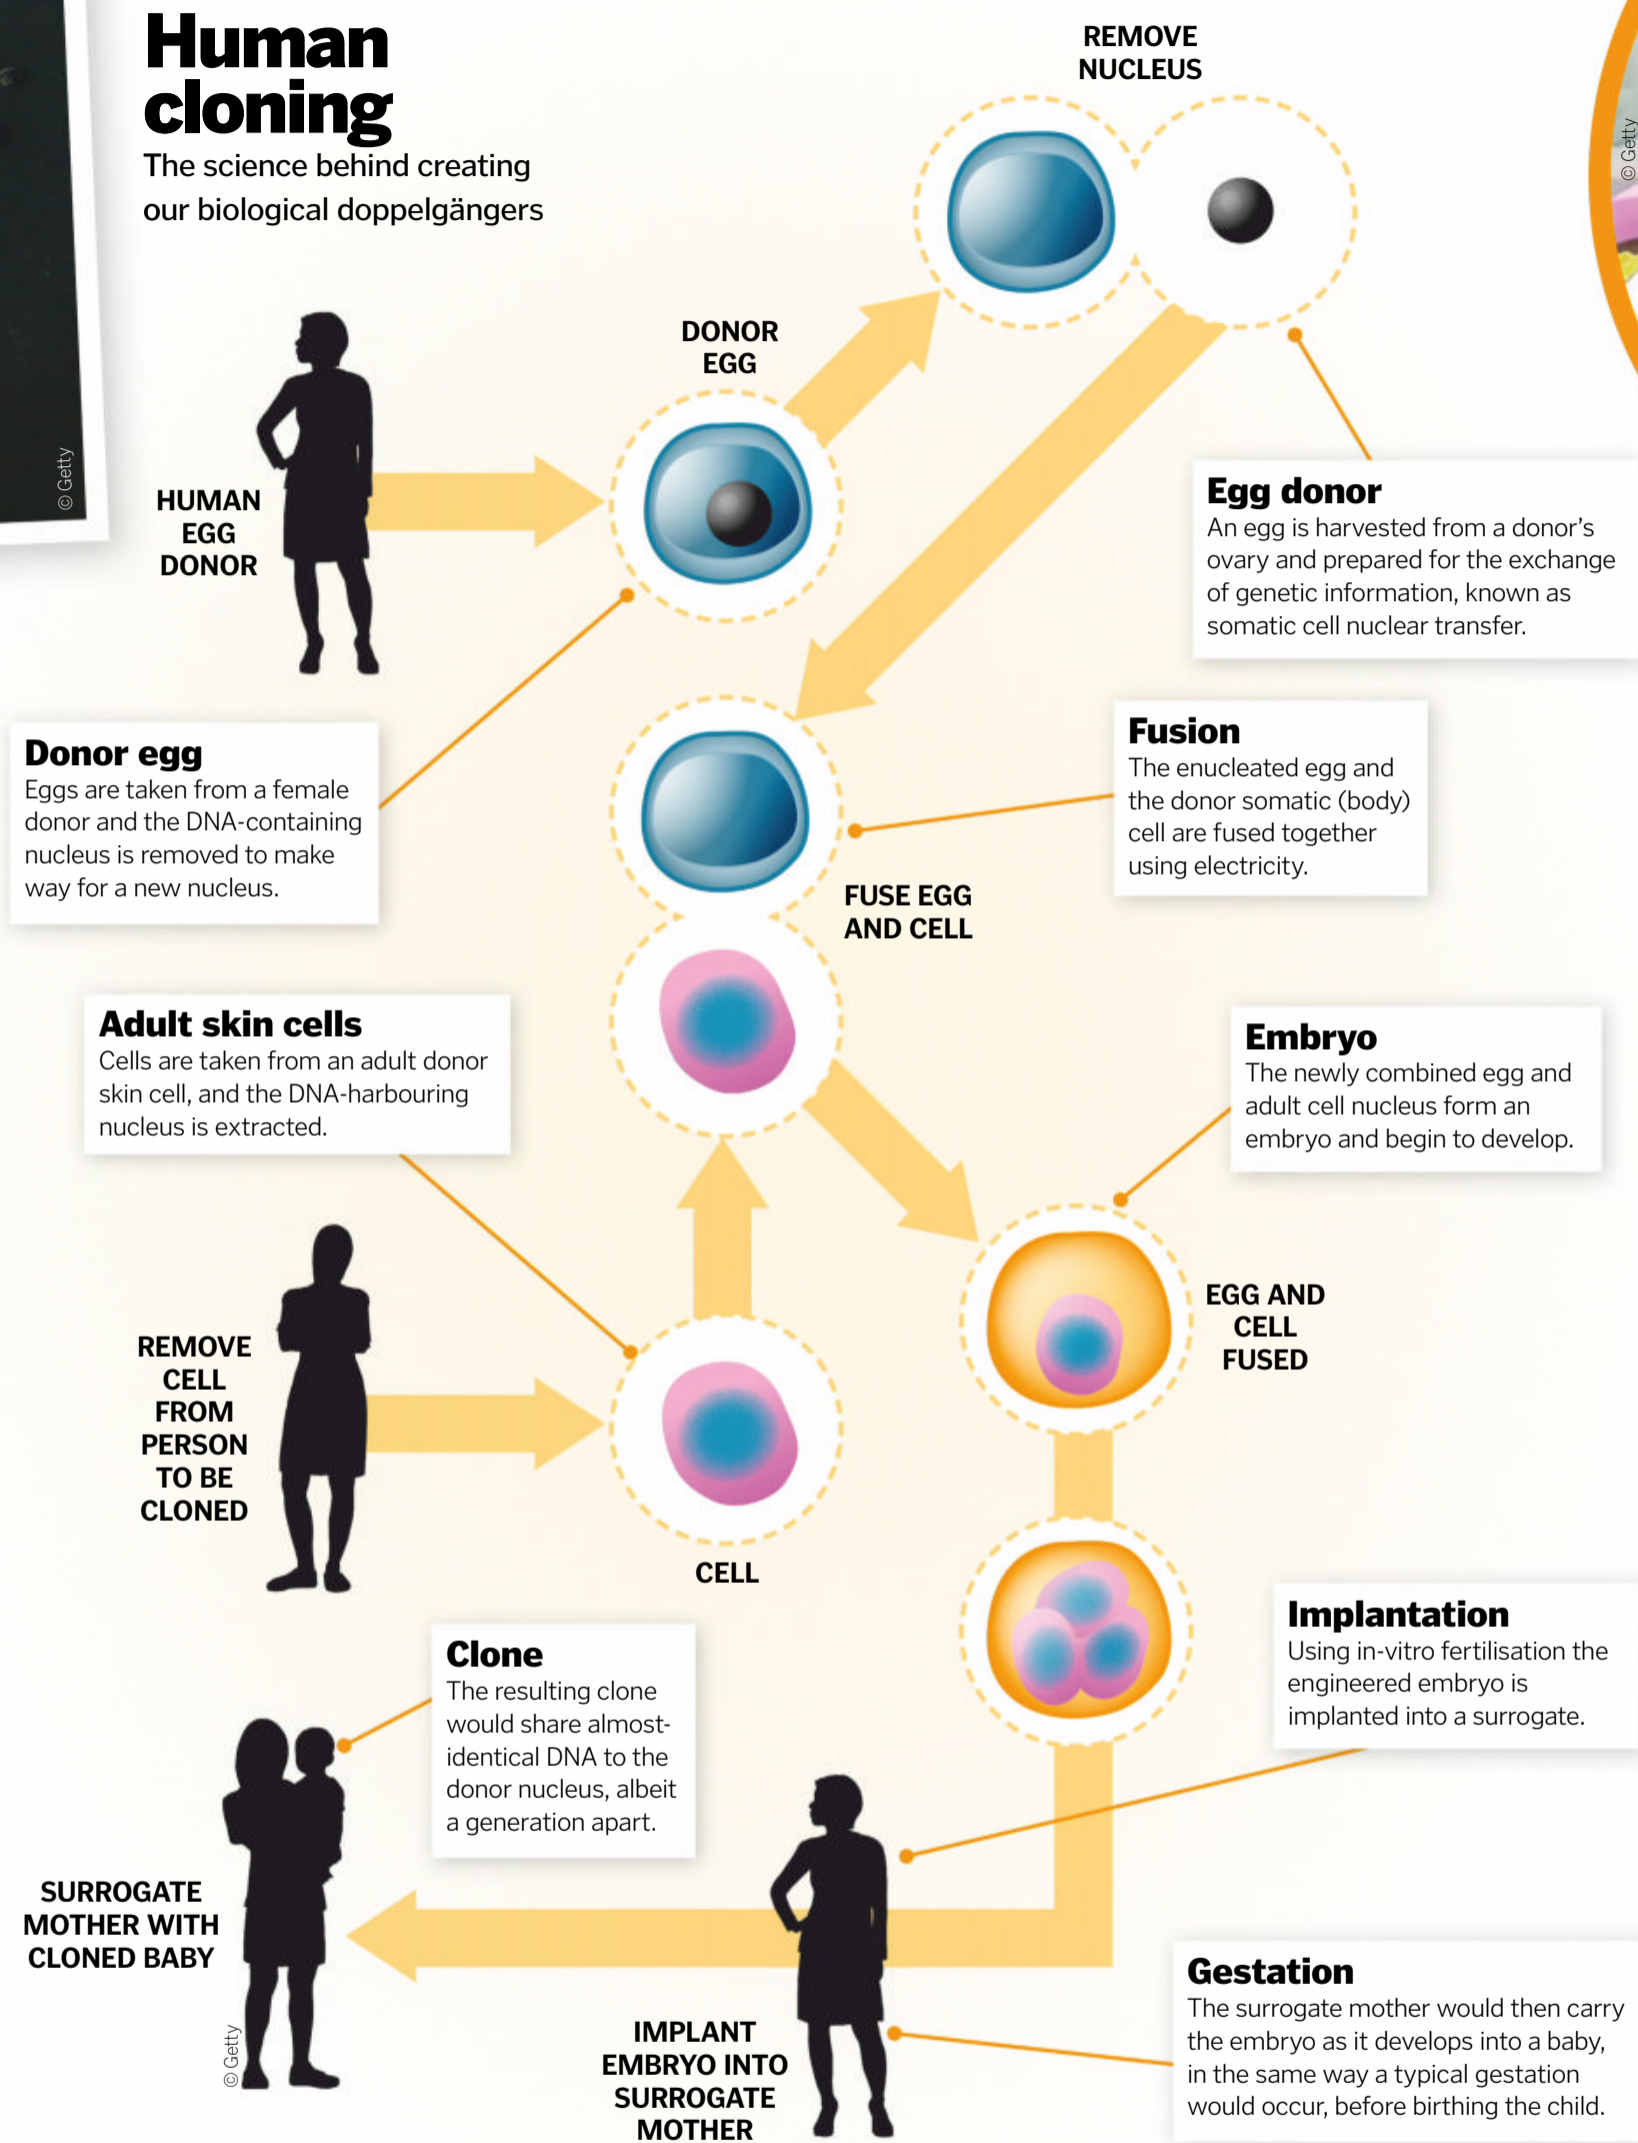 Human
cloning
The science behind creating
our biological doppelgängers
REMOVE
NUCLEUS
© Getty
© Getty
DONOR
EGG
HUMAN
EGG
DONOR
Egg donor
An egg is harvested from a donor’s
ovary and prepared for the exchange
of genetic information, known as
somatic cell nuclear transfer.
Donor egg
Eggs are taken from a female
donor and the DNA-containing
nucleus is removed to make
way for a new nucleus.
Fusion
The enucleated egg and
the donor somatic (body)
cell are fused together
using electricity.
FUSE EGG
AND CELL
Adult skin cells
Cells are taken from an adult donor
skin cell, and the DNA-harbouring
nucleus is extracted.
Embryo
The newly combined egg and
adult cell nucleus form an
embryo and begin to develop.
EGG AND
CELL
FUSED
REMOVE
CELL
FROM
PERSON
TO BE
CLONED
CELL
Implantation
Using in-vitro fertilisation the
engineered embryo is
implanted into a surrogate.
Clone
The resulting clone
would share almost-
identical DNA to the
donor nucleus, albeit
a generation apart.
SURROGATE
MOTHER WITH
CLONED BABY
© Getty
IMPLANT
EMBRYO INTO
SURROGATE
MOTHER
Gestation
The surrogate mother would then carry
the embryo as it develops into a baby,
in the same way a typical gestation
would occur, before birthing the child.